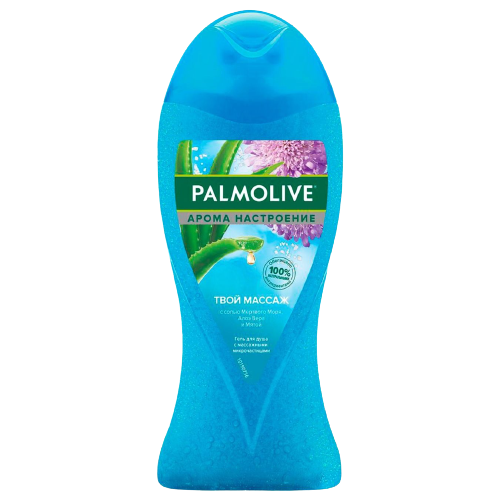 PALMOLIVE
АРОМА НАСТРОЕНИЕ
100%
ТВОЙ МАССАЖ
с солью Мертвого Моря,
Алоэ Вера
и Мятой
Гель для душа
с массажными
микрочастицами